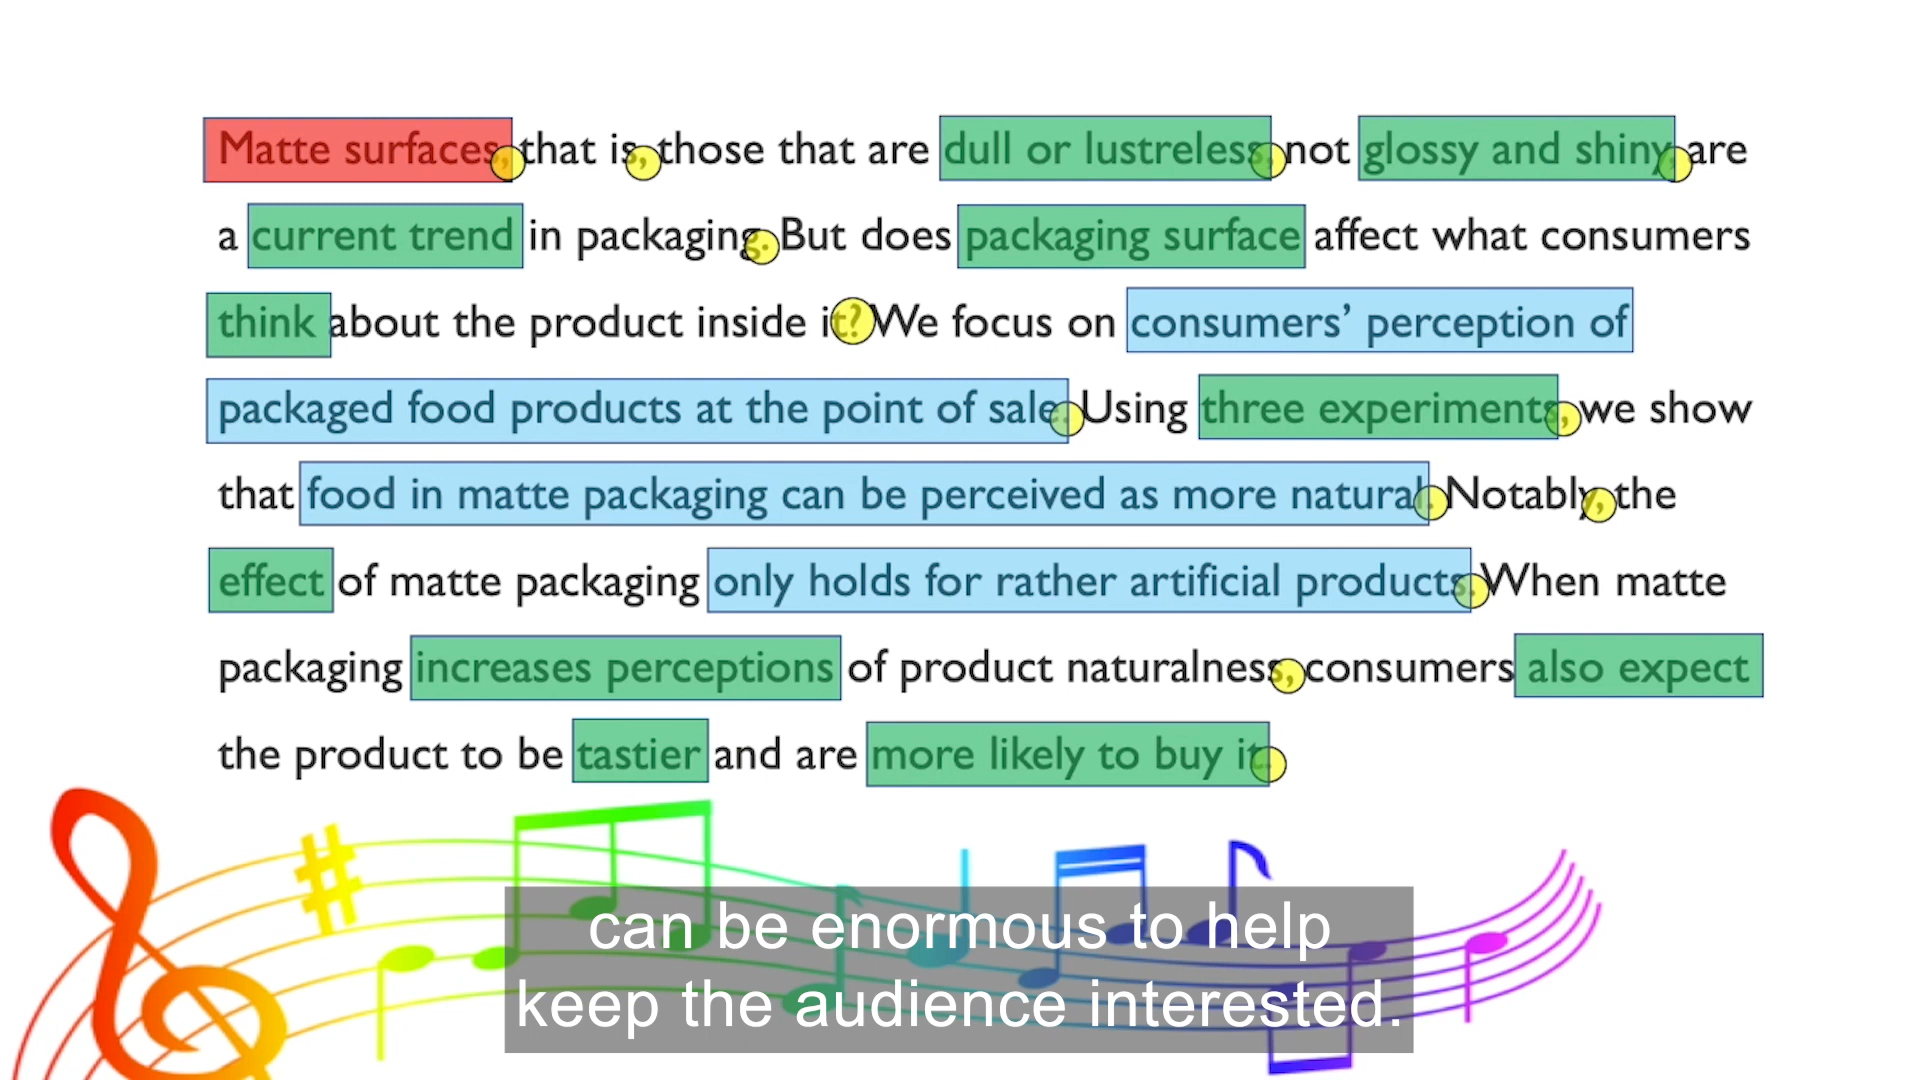 Matte surfaces, that is, those that are dull or lustreless, not glossy and shiny, are
a current trend in packaging. But does packaging surface affect what consumers
think about the product inside it? We focus on consumers’ perception of
packaged food products at the point of sale. Using three experiments, we show
that food in matte packaging can be perceived as more natural. Notably, the
effect of matte packaging only holds for rather artificial products. When matte
packaging increases perceptions of product naturalness, consumers also expect
the product to be tastier and are more likely to buy it.
can be enormous to help
keep the audience interested.